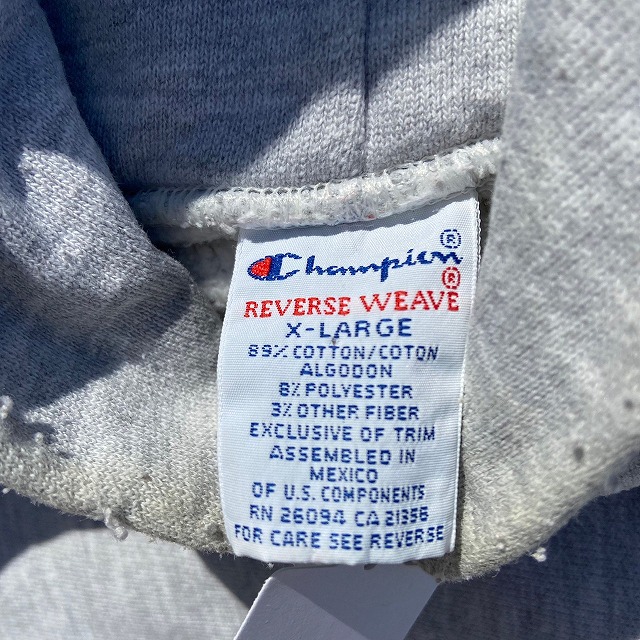 Champion®
®
REVERSE WEAVE
X-LARGE
89% COTTON/COTON
ALGODON
8% POLYESTER
3% OTHER FIBER
EXCLUSIVE OF TRIM
ASSEMBLED IN
MEXICO
OF U.S. COMPONENTS
RN 26094 CA 21556
FOR CARE SEE REVERSE